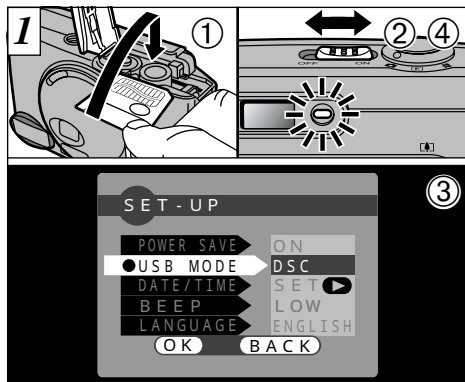 1
①
OFF ON
② ④
③
SET-UP
POWER SAVE ON
●USB MODE DSC
DATE/TIME SET▶
BEEP LOW
LANGUAGE ENGLISH
OK BACK